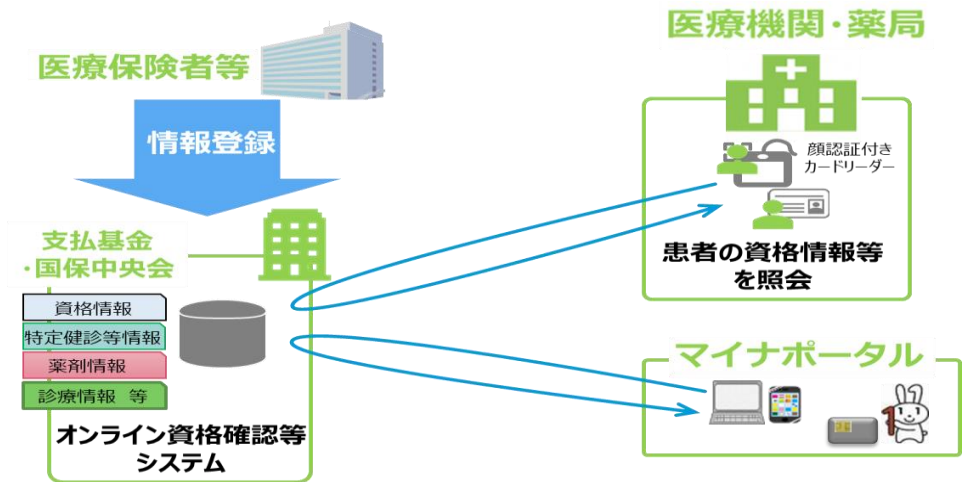 医療保険者等
情報登録
支払基金
・国保中央会
資格情報
特定健診等情報
薬剤情報
診療情報 等
オンライン資格確認等
システム
医療機関・薬局
顔認証付き
カードリーダー
患者の資格情報等
を照会
マイナポータル